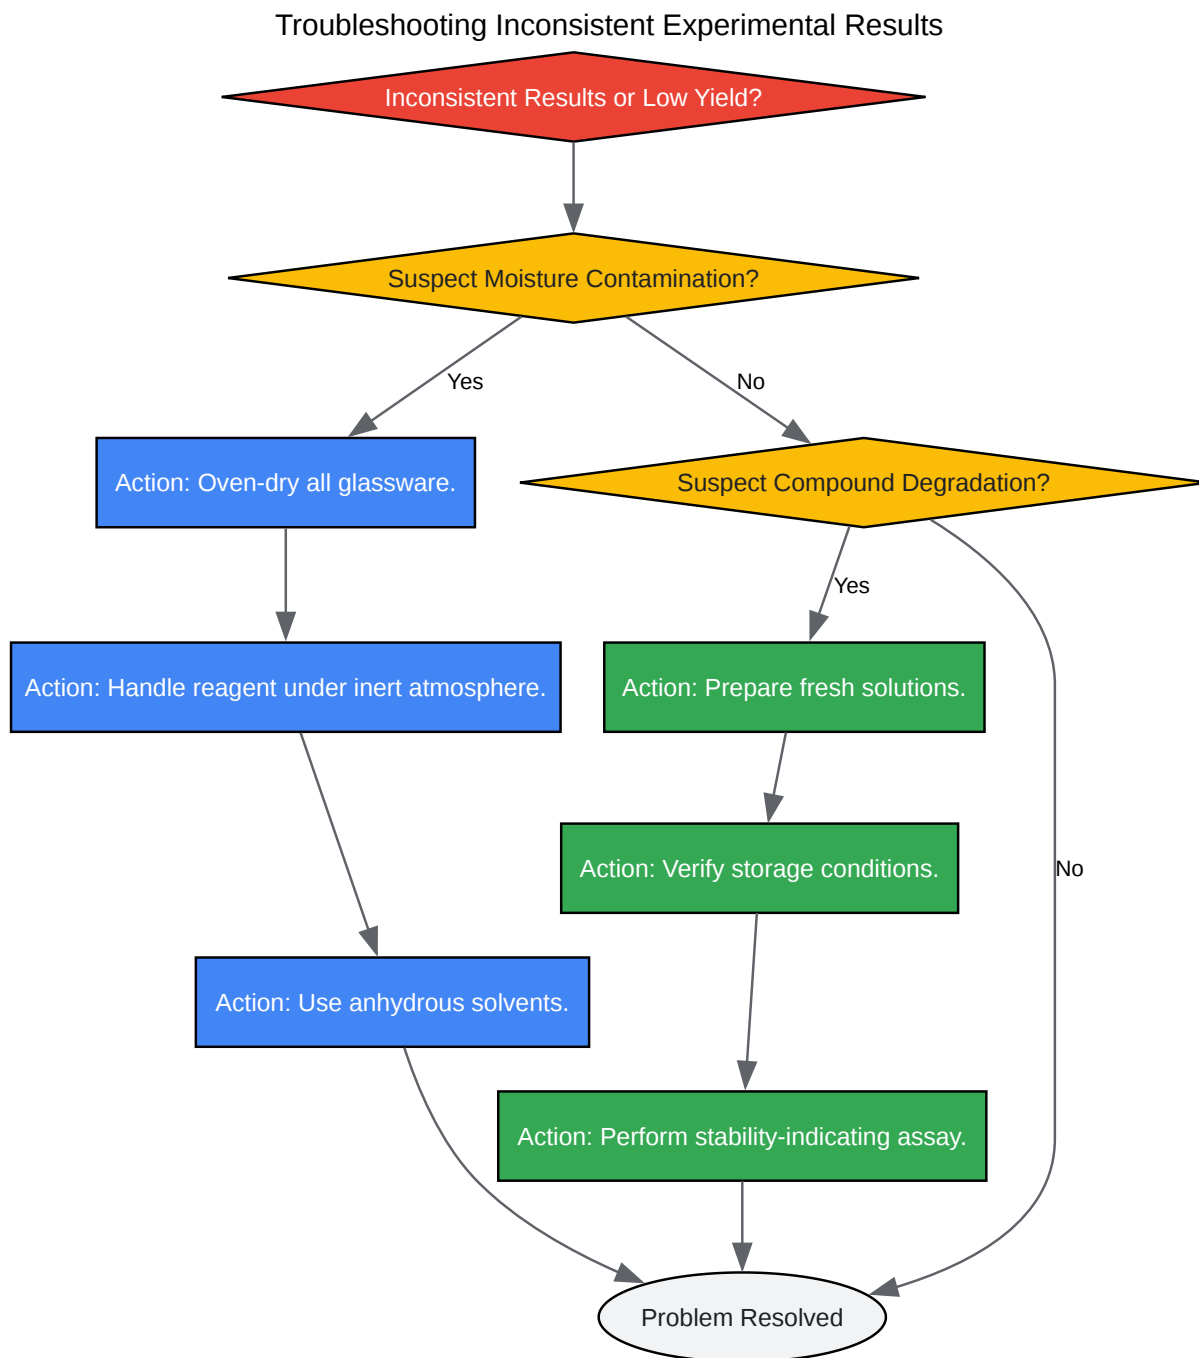 Troubleshooting Inconsistent Experimental Results
Inconsistent Results or Low Yield?
Suspect Moisture Contamination?
Yes
No
Action: Oven-dry all glassware.
Suspect Compound Degradation?
Yes
Action: Handle reagent under inert atmosphere.
Action: Prepare fresh solutions.
Action: Verify storage conditions.
No
Action: Use anhydrous solvents.
Action: Perform stability-indicating assay.
Problem Resolved